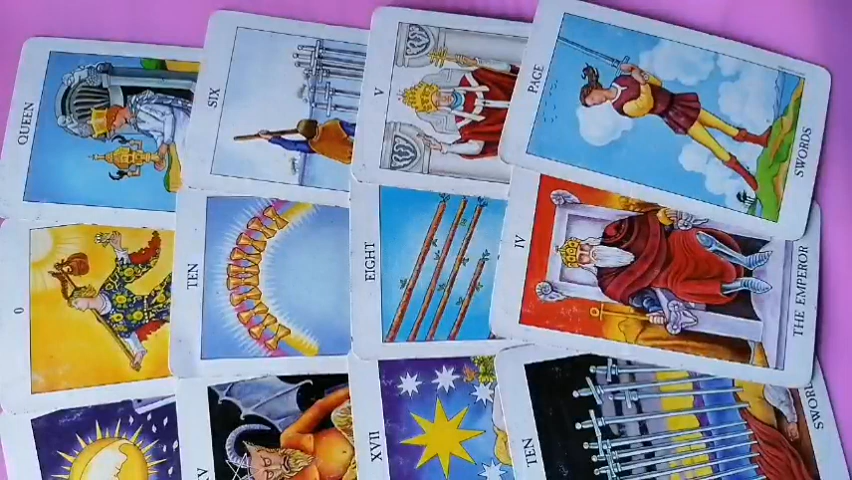 QUEEN
SIX
V
PAGE
SWORDS
0
TEN
EIGHT
IV
THE EMPEROR
XVII
TEN